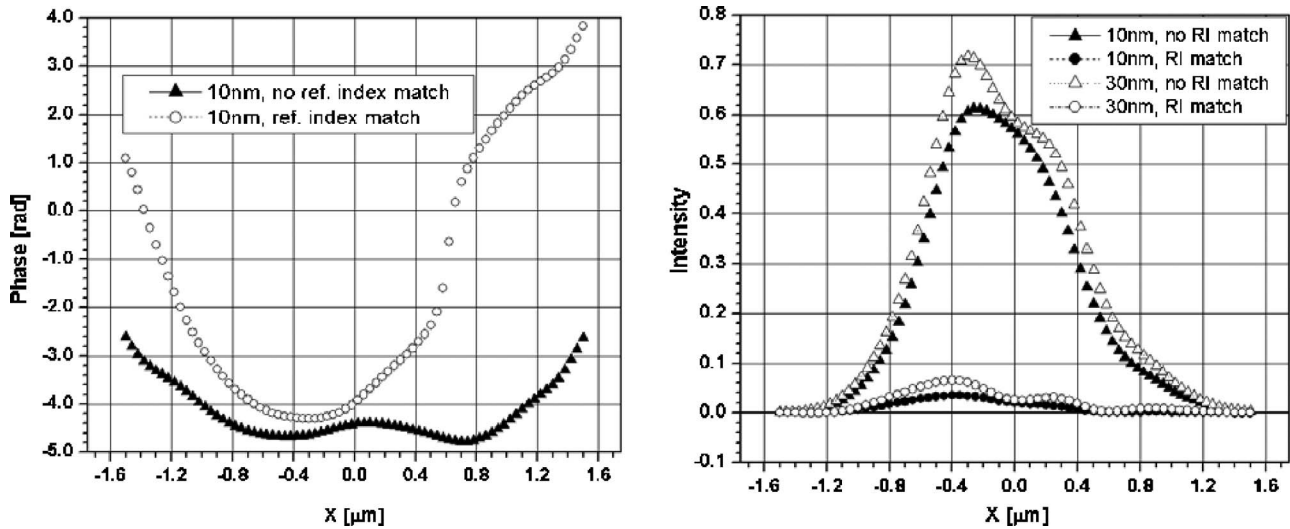 4.0
3.0
2.0
1.0
0.0
-1.0
-2.0
-3.0
-4.0
-5.0
Phase [rad]
10nm, no ref. index match
10nm, ref. index match
-1.6 -1.2 -0.8 -0.4 0.0 0.4 0.8 1.2 1.6
X [µm]
0.8
0.7
0.6
0.5
0.4
0.3
0.2
0.1
0.0
-0.1
Intensity
10nm, no RI match
10nm, RI match
30nm, no RI match
30nm, RI match
-1.6 -1.2 -0.8 -0.4 0.0 0.4 0.8 1.2 1.6
X [µm]